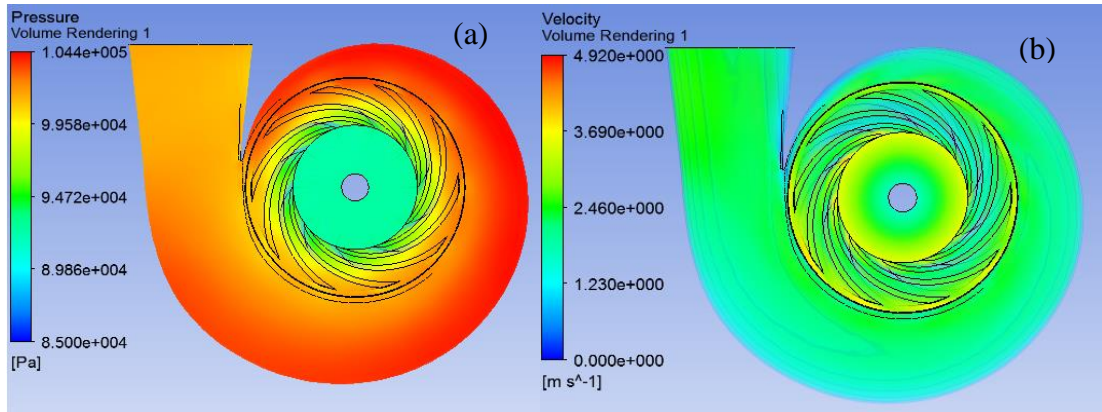 Pressure
Volume Rendering 1
1.044e+005
9.958e+004
9.472e+004
8.986e+004
8.500e+004
[Pa]
(a)
Velocity
Volume Rendering 1
4.920e+000
3.690e+000
2.460e+000
1.230e+000
0.000e+000
[m s^-1]
(b)